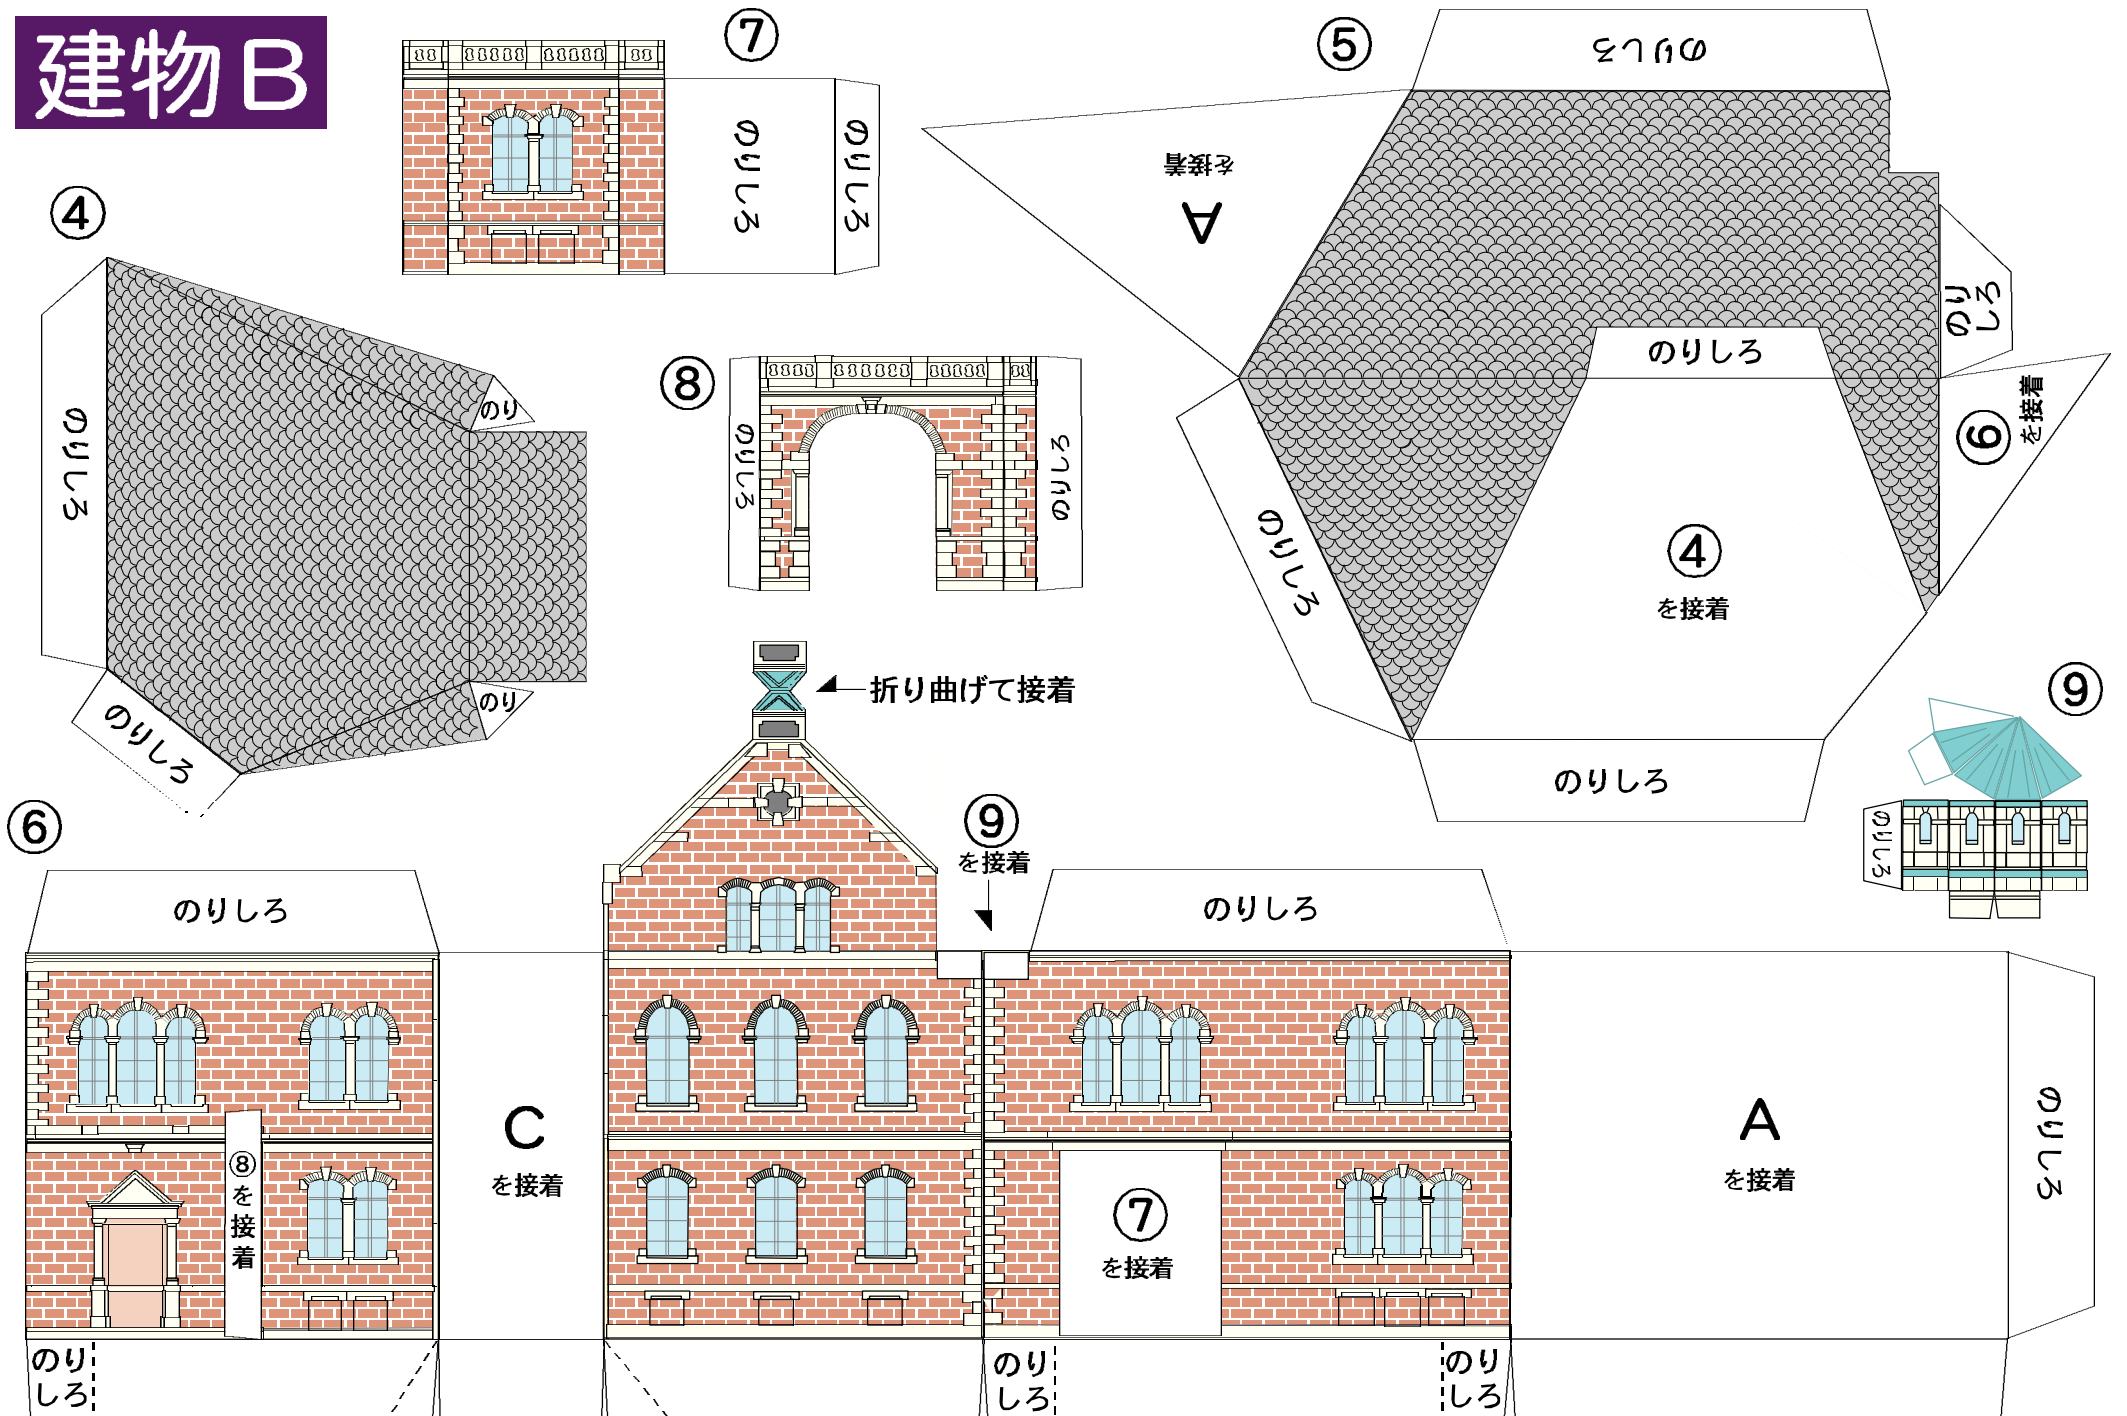 建物B
⑦
のりしろ
のりしろ
⑤
のりしろ
A
を接着
のりしろ
のりしろ
④
を接着
⑥
を接着
のりしろ
のりしろ
④
のりしろ
のり
のり
のりしろ
⑧
のりしろ
のりしろ
折り曲げて接着
⑨
のりしろ
⑥
のりしろ
⑧を接着
C
を接着
⑨
を接着
のりしろ
⑦
を接着
A
を接着
のりしろ
のり
しろ
のり
しろ
のり
しろ